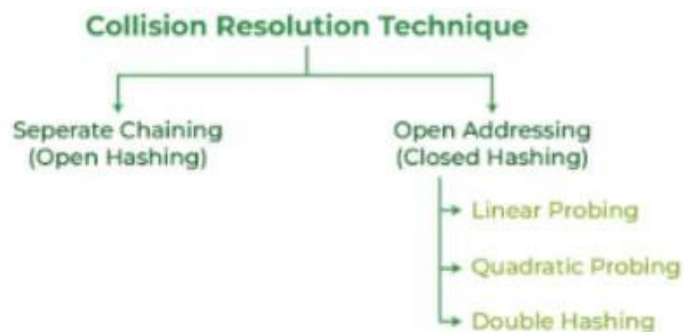 Collision Resolution Technique
Seperate Chaining
(Open Hashing)
Open Addressing
(Closed Hashing)
Linear Probing
Quadratic Probing
Double Hashing